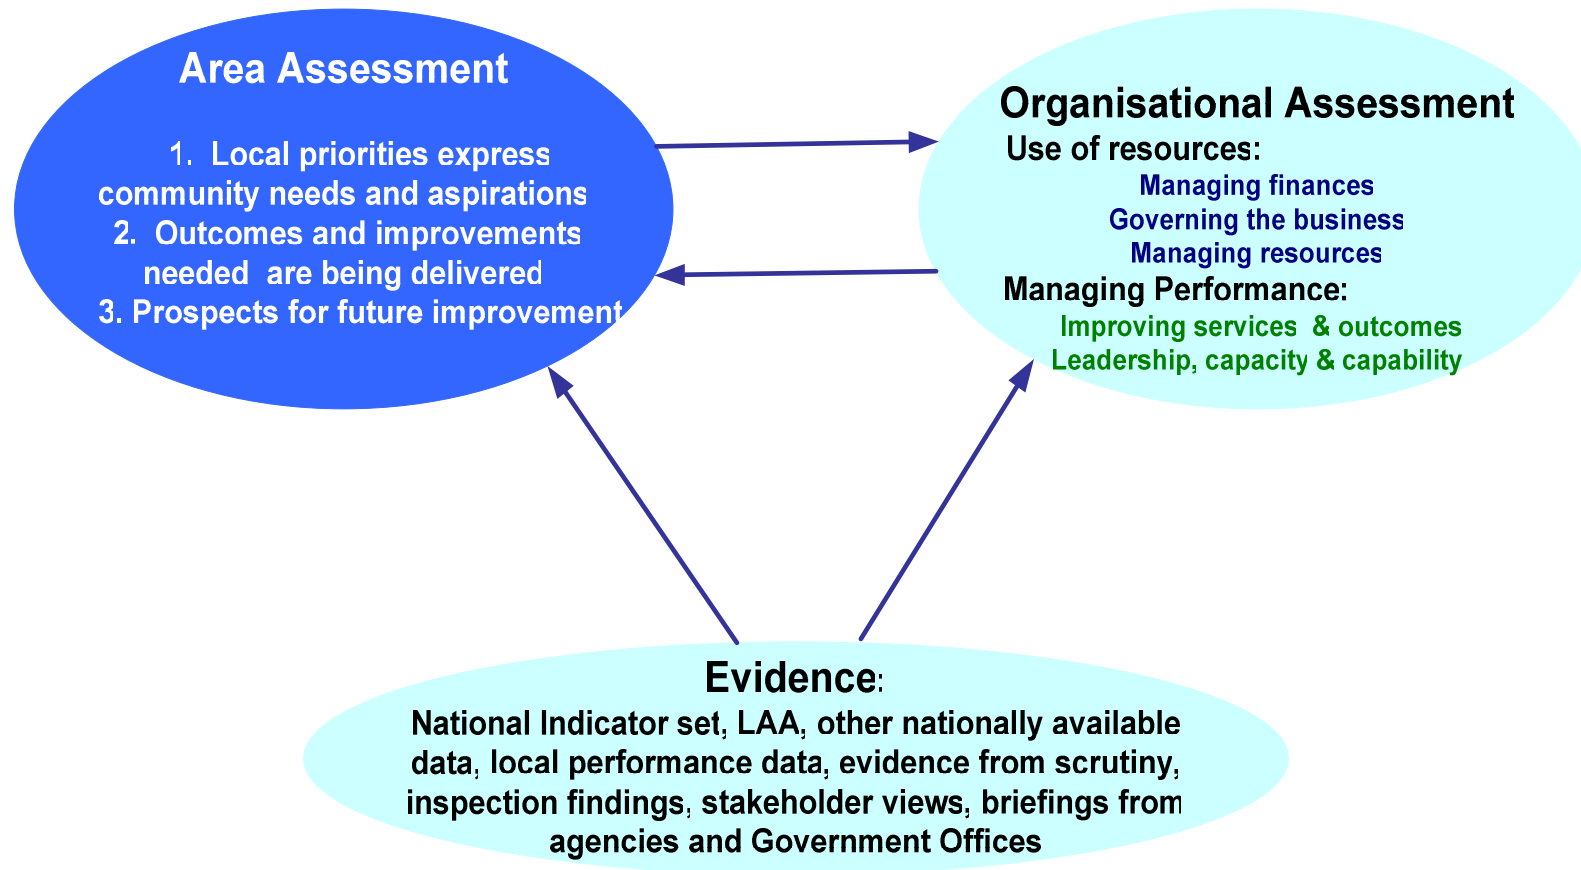 Area Assessment
1. Local priorities express
community needs and aspirations
2. Outcomes and improvements
needed are being delivered
3. Prospects for future improvement
Organisational Assessment
Use of resources:
Managing finances
Governing the business
Managing resources
Managing Performance:
Improving services & outcomes
Leadership, capacity & capability
Evidence:
National Indicator set, LAA, other nationally available
data, local performance data, evidence from scrutiny,
inspection findings, stakeholder views, briefings from
agencies and Government Offices